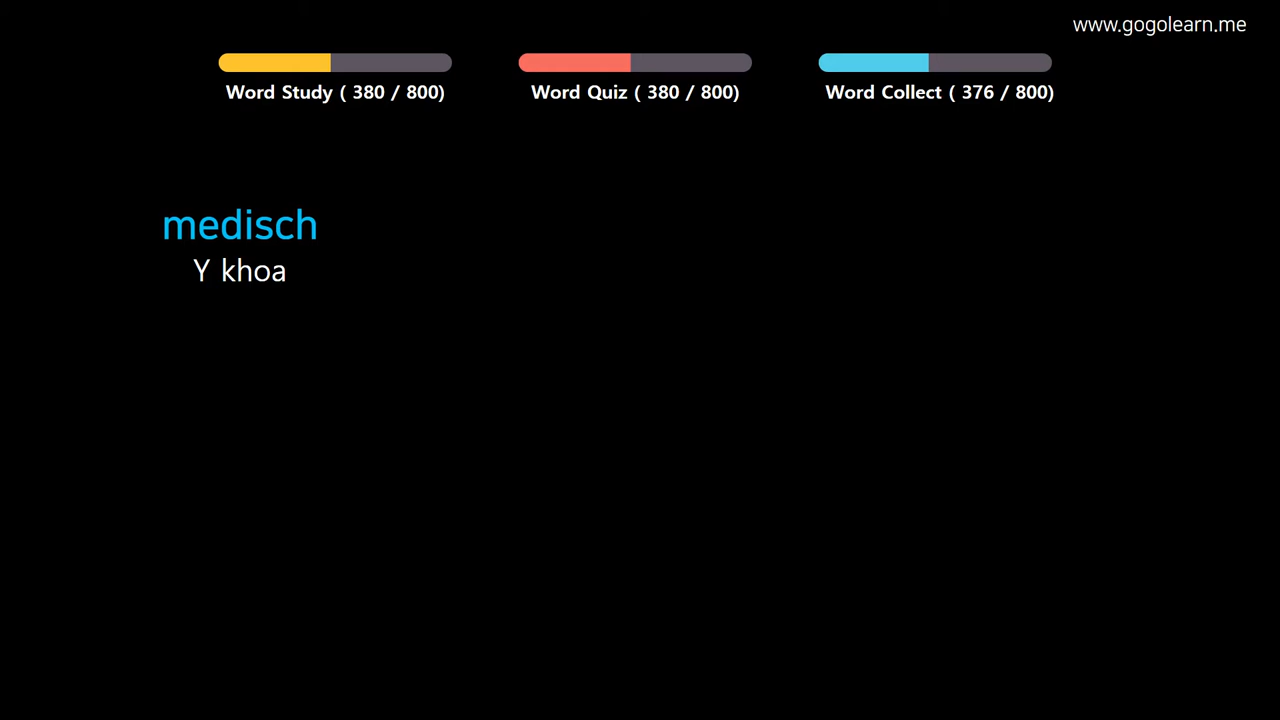 www.gogolearn.me
Word Study ( 380 / 800)
Word Quiz ( 380 / 800)
Word Collect ( 376 / 800)
medisch
Y khoa